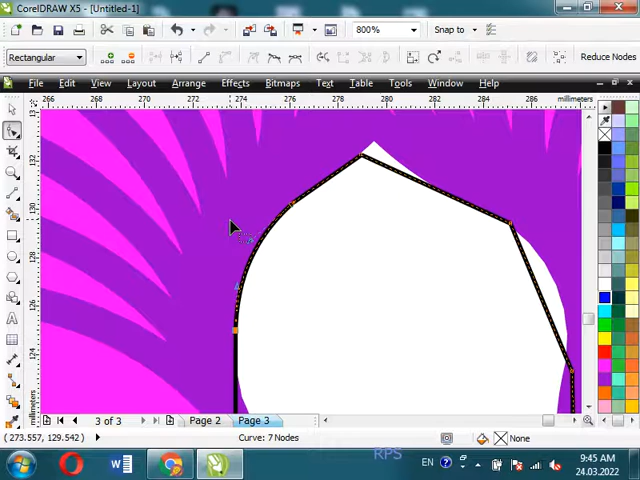 CorelDRAW X5 - [Untitled-1]
800% Snap to
Rectangular Reduce Nodes
File Edit View Layout Arrange Effects Bitmaps Text Table Tools Window Help
266 268 270 272 274 276 278 280 282 284 286 millimeters
132
130
128
126
124
millimeters
3 of 3 Page 2 Page 3
(273.557, 129.542) Curve: 7 Nodes None
RPS
W EN 9:45 AM
24.03.2022